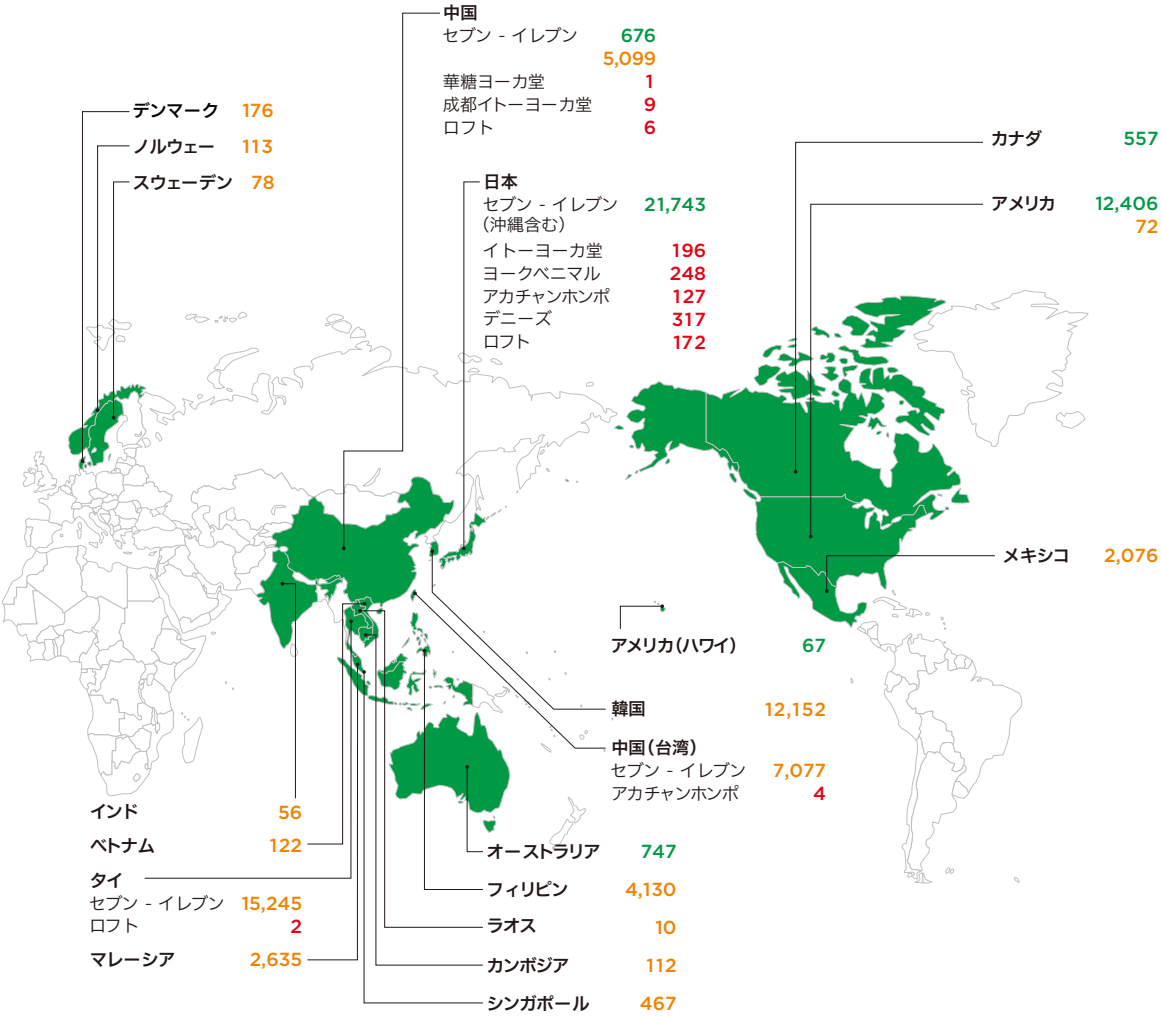 中国
セブン - イレブン 676
5,099
華糖ヨーカ堂 1
成都イトーヨーカ堂 9
ロフト 6
デンマーク 176
ノルウェー 113
スウェーデン 78
日本
セブン - イレブン 21,743
(沖縄含む)
イトーヨーカ堂 196
ヨークベニマル 248
アカチャンホンポ 127
デニーズ 317
ロフト 172
カナダ 557
アメリカ 12,406
72
メキシコ 2,076
アメリカ(ハワイ) 67
韓国 12,152
中国(台湾)
セブン - イレブン 7,077
アカチャンホンポ 4
インド 56
ベトナム 122
タイ
セブン - イレブン 15,245
ロフト 2
マレーシア 2,635
オーストラリア 747
フィリピン 4,130
ラオス 10
カンボジア 112
シンガポール 467